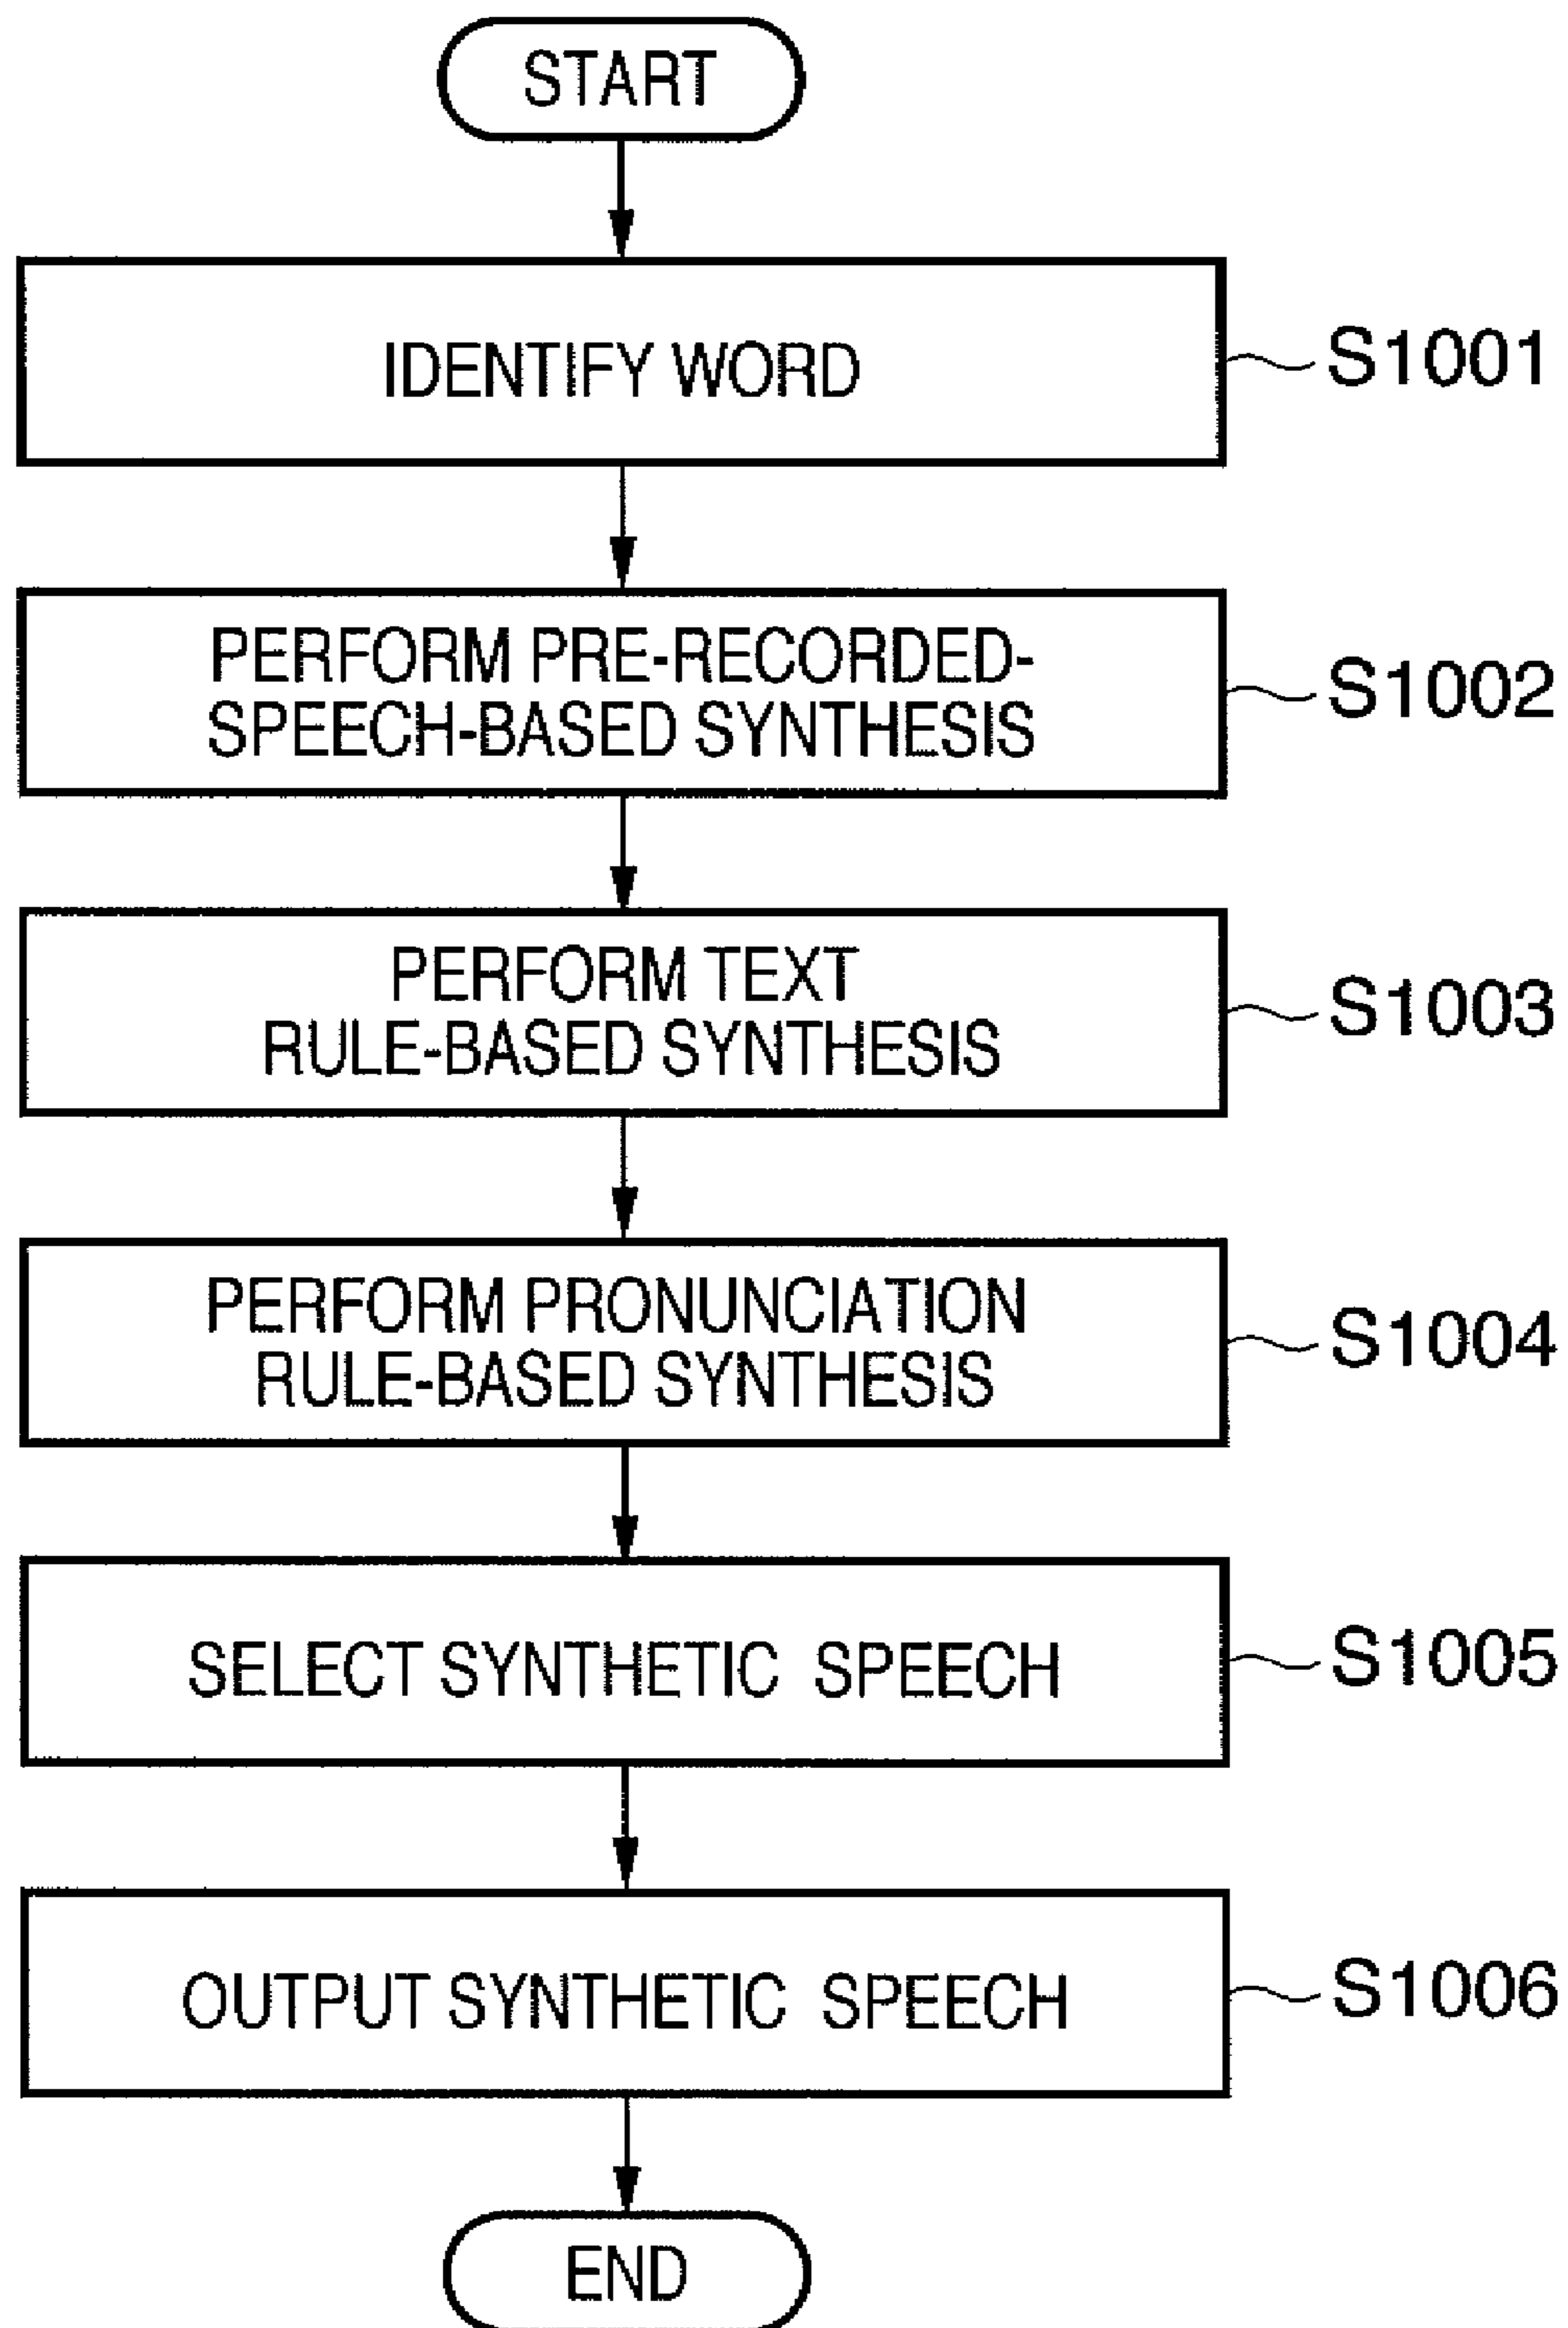 START
IDENTIFY WORD
S1001
PERFORM PRE-RECORDED-
SPEECH-BASED SYNTHESIS
S1002
PERFORM TEXT
RULE-BASED SYNTHESIS
S1003
PERFORM PRONUNCIATION
RULE-BASED SYNTHESIS
S1004
SELECT SYNTHETIC SPEECH
S1005
OUTPUT SYNTHETIC SPEECH
S1006
END